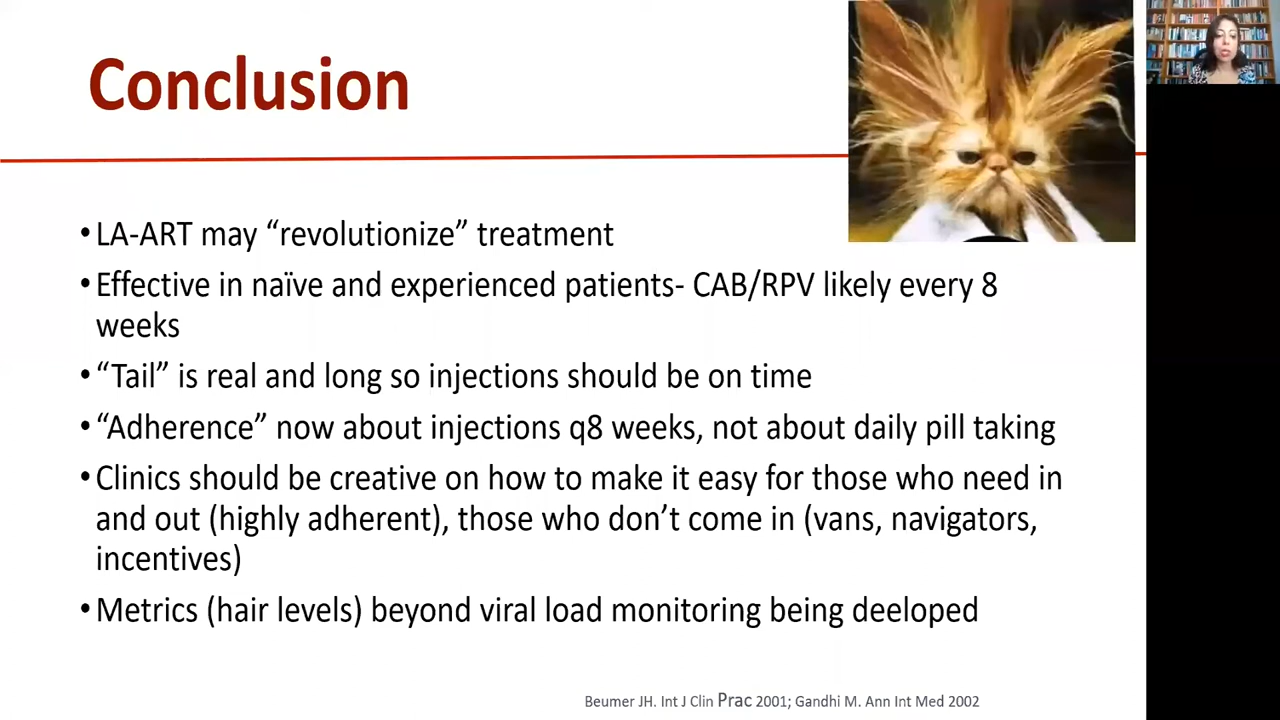 Conclusion
•LA-ART may “revolutionize” treatment
•Effective in naïve and experienced patients- CAB/RPV likely every 8
weeks
•“Tail” is real and long so injections should be on time
•“Adherence” now about injections q8 weeks, not about daily pill taking
•Clinics should be creative on how to make it easy for those who need in
and out (highly adherent), those who don’t come in (vans, navigators,
incentives)
•Metrics (hair levels) beyond viral load monitoring being deeloped
Beumer JH. Int J Clin Prac 2001; Gandhi M. Ann Int Med 2002